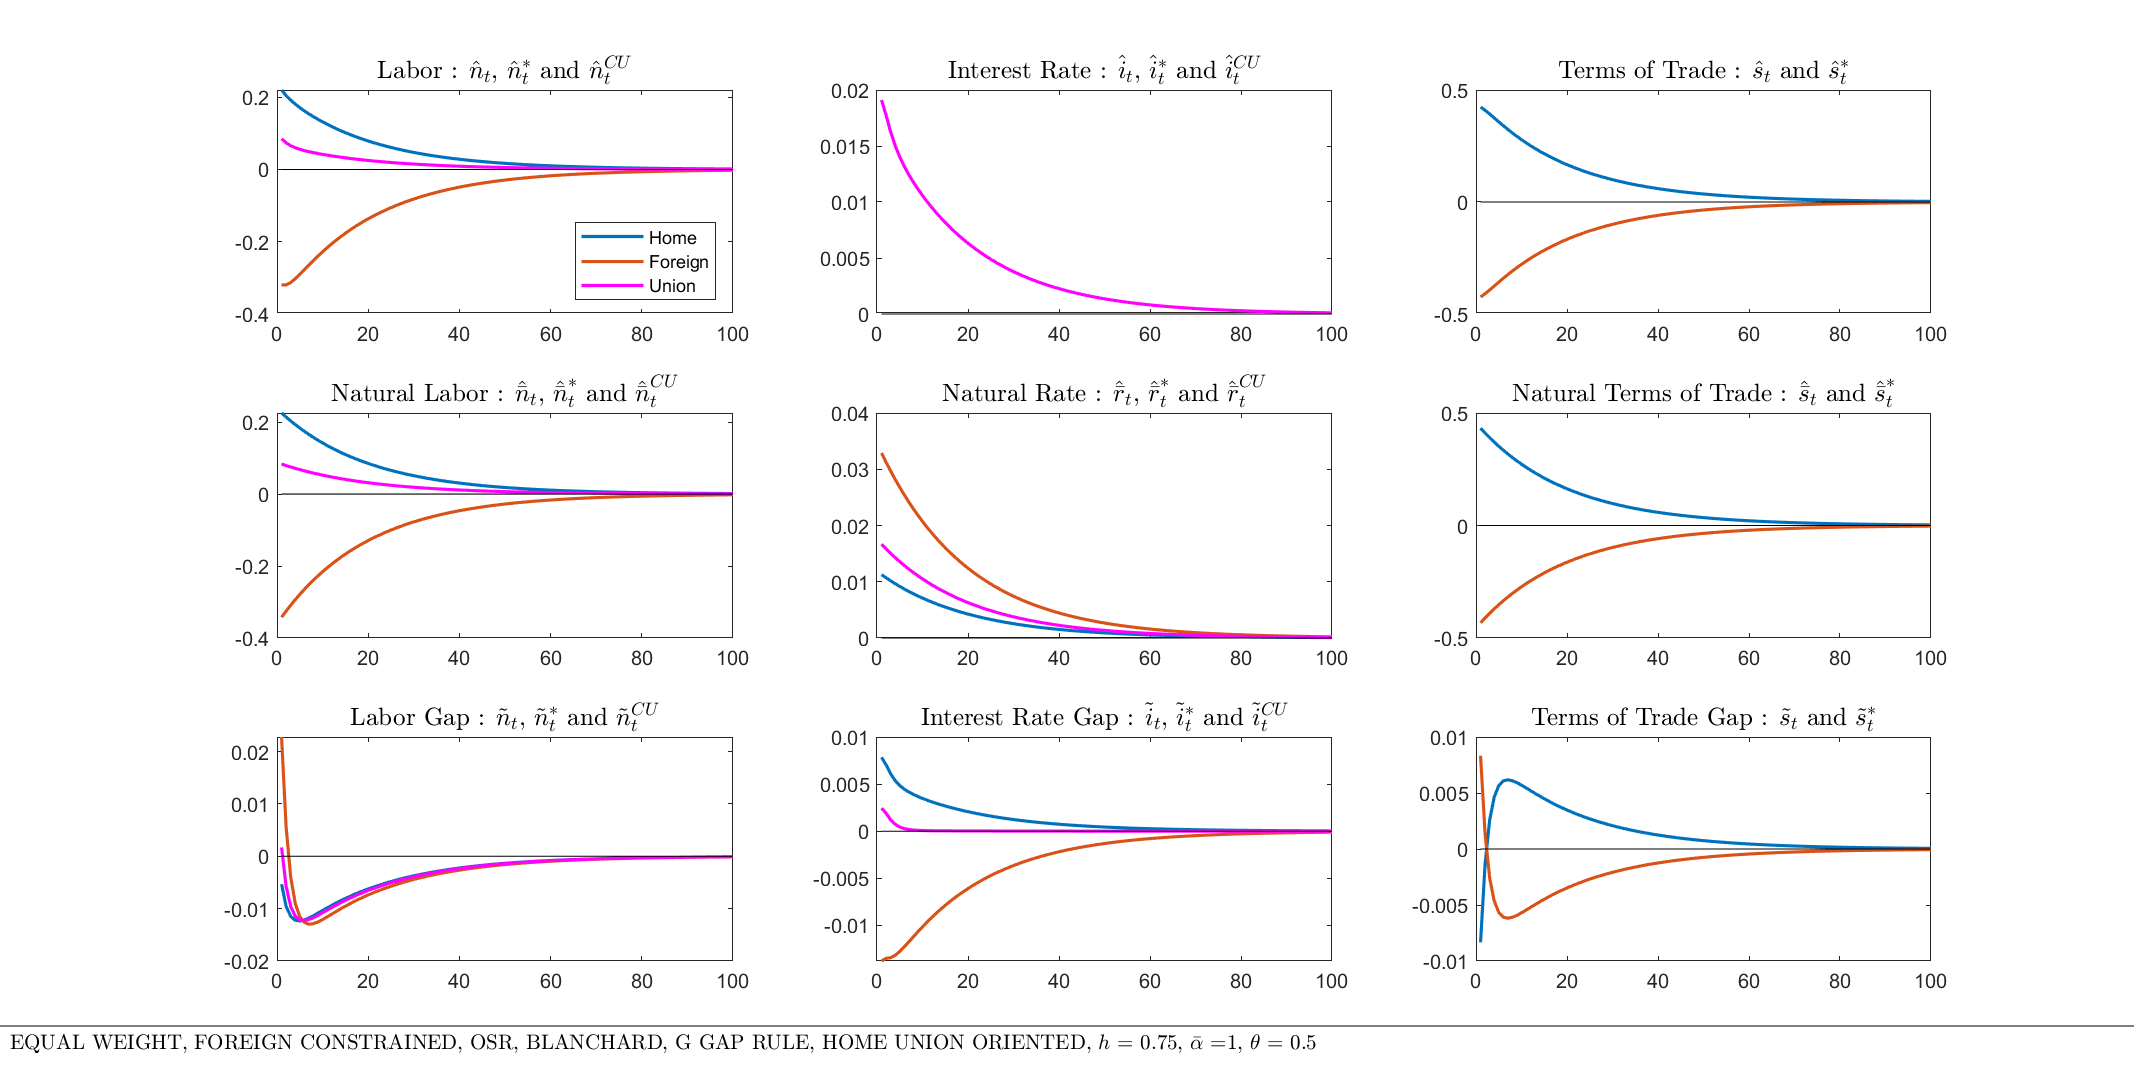 Labor : n̂ₜ, n̂ₜ* and n̂ₜᶜᵁ
0.2
0
-0.2
-0.4
0 20 40 60 80 100
Home
Foreign
Union
Interest Rate : îₜ, îₜ* and îₜᶜᵁ
0.02
0.015
0.01
0.005
0
0 20 40 60 80 100
Terms of Trade : ŝₜ and ŝₜ*
0.5
0
-0.5
0 20 40 60 80 100
Natural Labor : n̄̂ₜ, n̄̂ₜ* and n̄̂ₜᶜᵁ
0.2
0
-0.2
-0.4
0 20 40 60 80 100
Natural Rate : r̄̂ₜ, r̄̂ₜ* and r̄̂ₜᶜᵁ
0.04
0.03
0.02
0.01
0
0 20 40 60 80 100
Natural Terms of Trade : s̄̂ₜ and s̄̂ₜ*
0.5
0
-0.5
0 20 40 60 80 100
Labor Gap : ñₜ, ñₜ* and ñₜᶜᵁ
0.02
0.01
0
-0.01
-0.02
0 20 40 60 80 100
Interest Rate Gap : ĩₜ, ĩₜ* and ĩₜᶜᵁ
0.01
0.005
0
-0.005
-0.01
0 20 40 60 80 100
Terms of Trade Gap : s̃ₜ and s̃ₜ*
0.01
0.005
0
-0.005
-0.01
0 20 40 60 80 100
EQUAL WEIGHT, FOREIGN CONSTRAINED, OSR, BLANCHARD, G GAP RULE, HOME UNION ORIENTED, h = 0.75, ᾱ =1, θ = 0.5